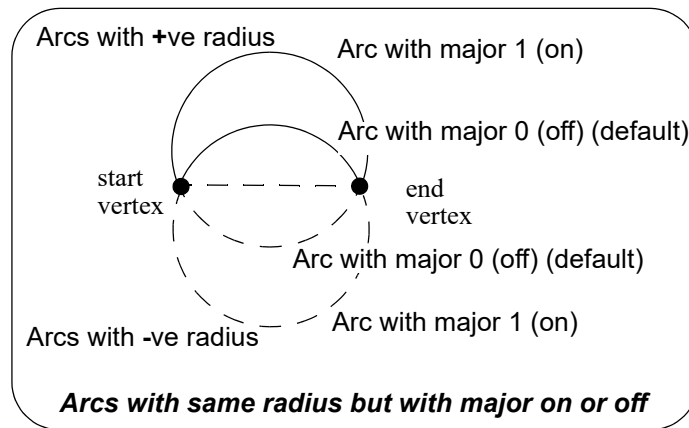 Arcs with +ve radius
Arc with major 1 (on)
Arc with major 0 (off) (default)
start
vertex
end
vertex
Arc with major 0 (off) (default)
Arc with major 1 (on)
Arcs with -ve radius
Arcs with same radius but with major on or off